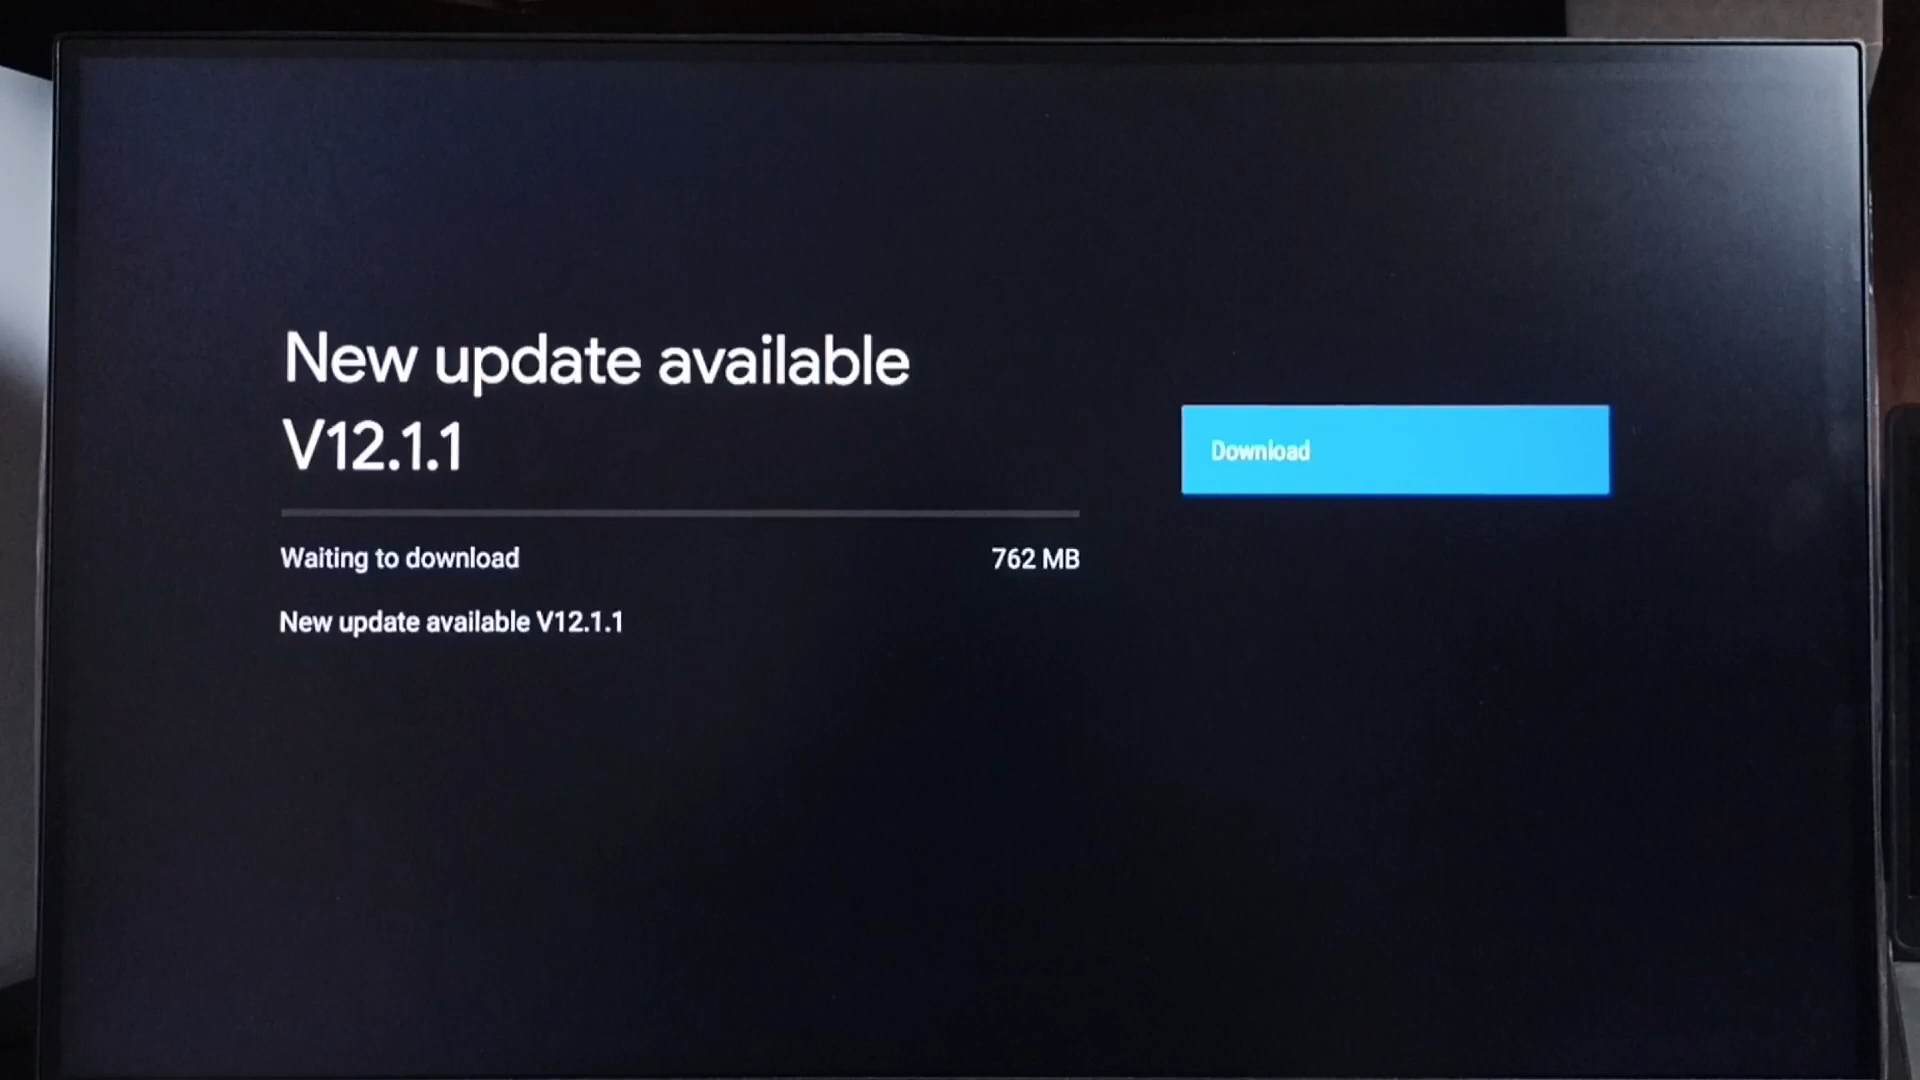 New update available
V12.1.1
Download
Waiting to download 762 MB
New update available V12.1.1